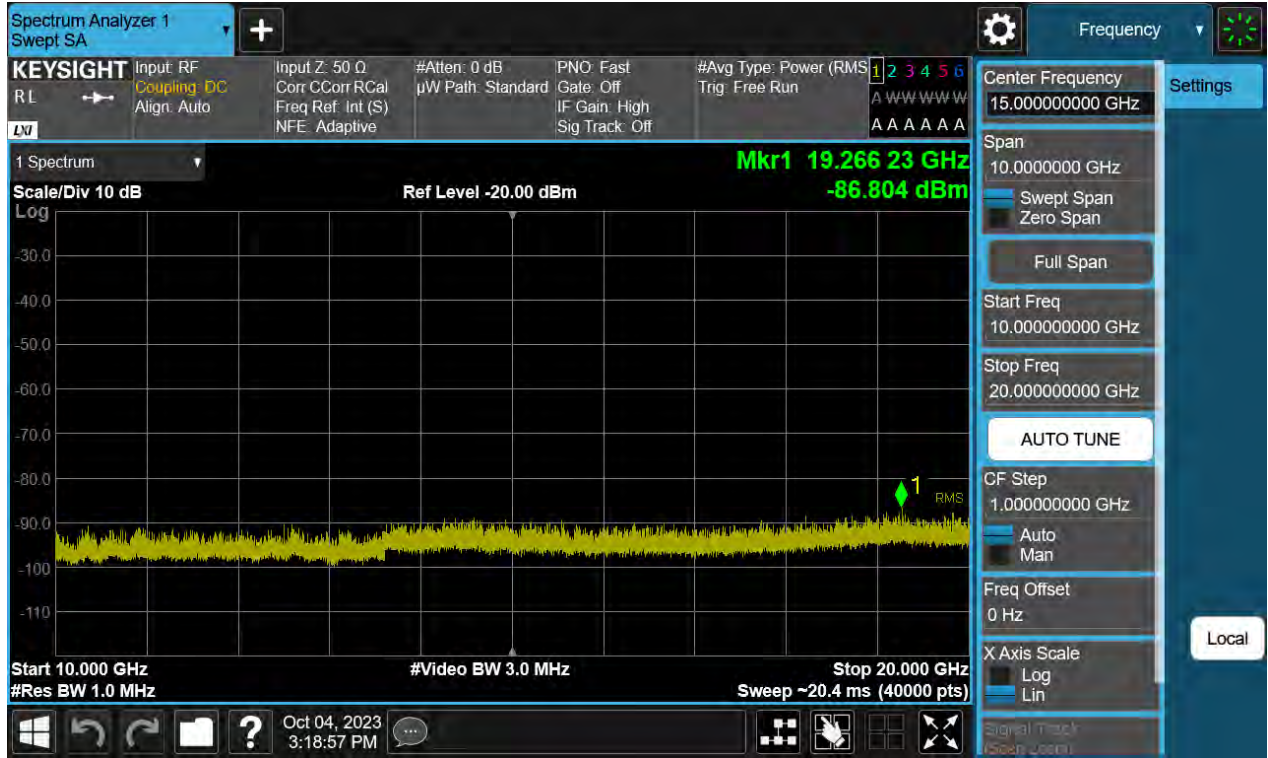 Spectrum Analyzer 1
Swept SA
+
Frequency
KEYSIGHT
RL
LXI
Input: RF
Coupling: DC
Align: Auto
Input Z: 50 Ω
Corr CCorr RCal
Freq Ref: Int (S)
NFE: Adaptive
#Atten: 0 dB
µW Path: Standard
PNO: Fast
Gate: Off
IF Gain: High
Sig Track: Off
#Avg Type: Power (RMS
Trig: Free Run
1 2 3 4 5 6
A W W W W W
A A A A A A
Center Frequency
15.000000000 GHz
Settings
Span
10.0000000 GHz
Swept Span
Zero Span
Full Span
Start Freq
10.000000000 GHz
Stop Freq
20.000000000 GHz
AUTO TUNE
CF Step
1.000000000 GHz
Auto
Man
Freq Offset
0 Hz
X Axis Scale
Log
Lin
Signal Track
(Span Zoom)
Local
1 Spectrum
Mkr1 19.266 23 GHz
-86.804 dBm
Scale/Div 10 dB
Ref Level -20.00 dBm
Log
-30.0
-40.0
-50.0
-60.0
-70.0
-80.0
-90.0
-100
-110
1
RMS
Start 10.000 GHz
#Video BW 3.0 MHz
Stop 20.000 GHz
#Res BW 1.0 MHz
Sweep ~20.4 ms (40000 pts)
?
Oct 04, 2023
3:18:57 PM